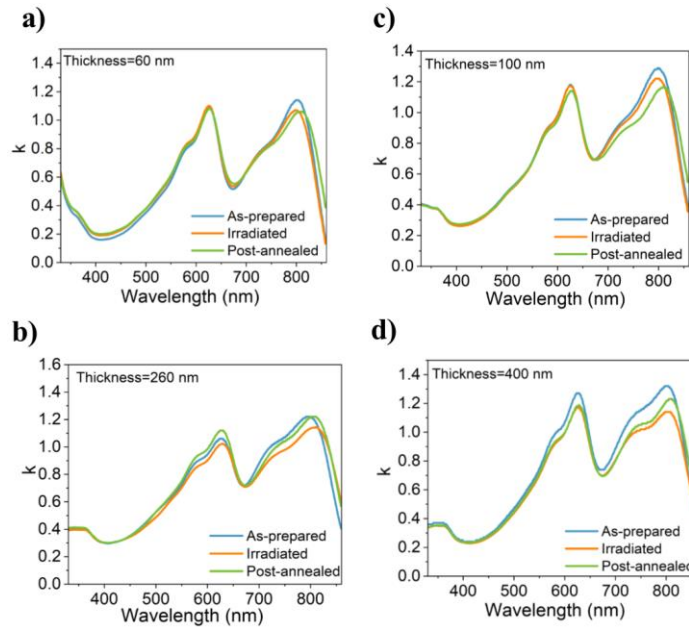 a)
Thickness=60 nm
k
1.4
1.2
1.0
0.8
0.6
0.4
0.2
0.0
As-prepared
Irradiated
Post-annealed
400 500 600 700 800
Wavelength (nm)
c)
Thickness=100 nm
k
1.4
1.2
1.0
0.8
0.6
0.4
0.2
0.0
As-prepared
Irradiated
Post-annealed
400 500 600 700 800
Wavelength (nm)
b)
Thickness=260 nm
k
1.6
1.4
1.2
1.0
0.8
0.6
0.4
0.2
0.0
As-prepared
Irradiated
Post-annealed
400 500 600 700 800
Wavelength (nm)
d)
Thickness=400 nm
k
1.4
1.2
1.0
0.8
0.6
0.4
0.2
0.0
As-prepared
Irradiated
Post-annealed
400 500 600 700 800
Wavelength (nm)